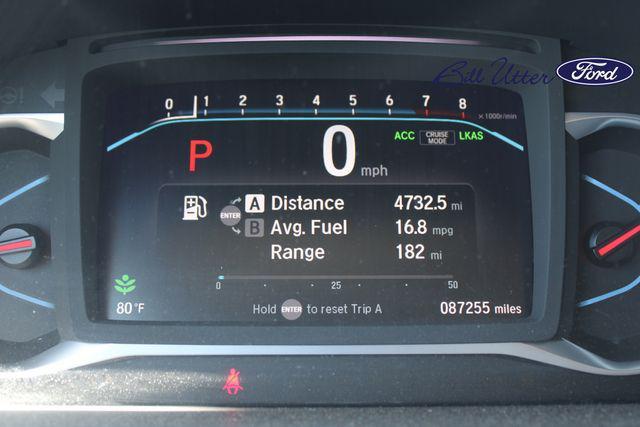 Bill Utter Ford
0 1 2 3 4 5 6 7 8 x1000r/min
P 0 mph ACC CRUISE MODE LKAS
ENTER A Distance 4732.5 mi
B Avg. Fuel 16.8 mpg
Range 182 mi
0 25 50
80°F Hold ENTER to reset Trip A 087255 miles